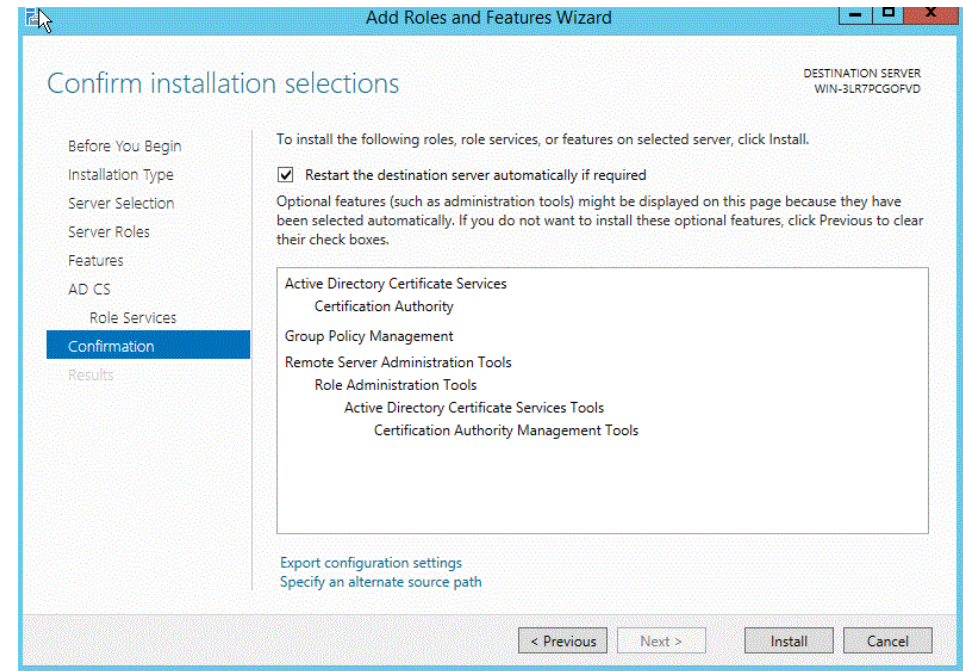 Add Roles and Features Wizard
Confirm installation selections
DESTINATION SERVER
WIN-3LR7PCGOFVD
Before You Begin
Installation Type
Server Selection
Server Roles
Features
AD CS
Role Services
Confirmation
Results
To install the following roles, role services, or features on selected server, click Install.
Restart the destination server automatically if required
Optional features (such as administration tools) might be displayed on this page because they have
been selected automatically. If you do not want to install these optional features, click Previous to clear
their check boxes.
Active Directory Certificate Services
Certification Authority
Group Policy Management
Remote Server Administration Tools
Role Administration Tools
Active Directory Certificate Services Tools
Certification Authority Management Tools
Export configuration settings
Specify an alternate source path
< Previous
Next >
Install
Cancel